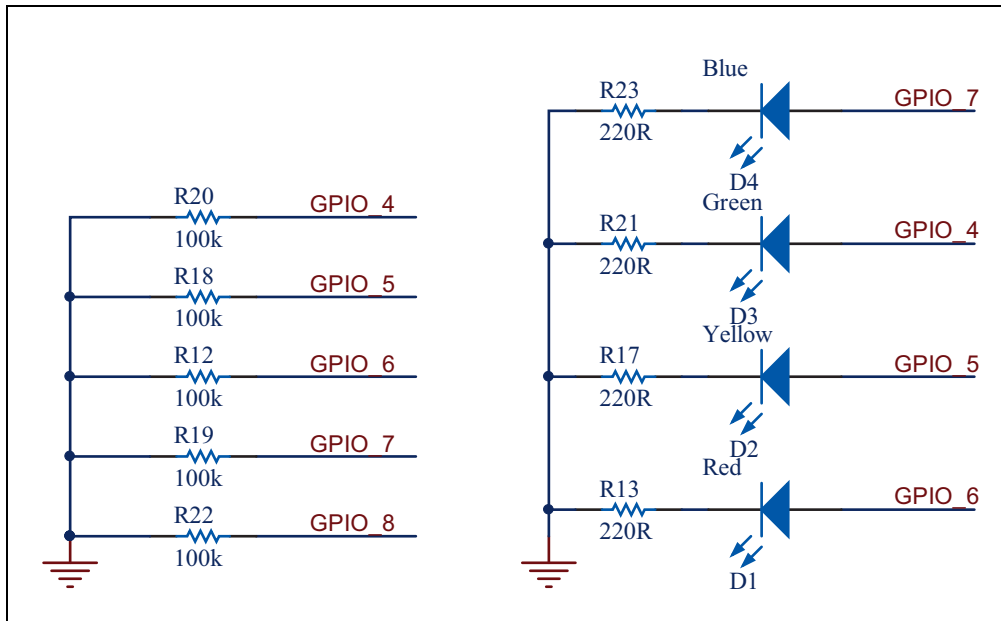 R20
GPIO_4
100k
R18
GPIO_5
100k
R12
GPIO_6
100k
R19
GPIO_7
100k
R22
GPIO_8
100k
Blue
R23
GPIO_7
220R
D4
Green
R21
GPIO_4
220R
D3
Yellow
R17
GPIO_5
220R
D2
Red
R13
GPIO_6
220R
D1